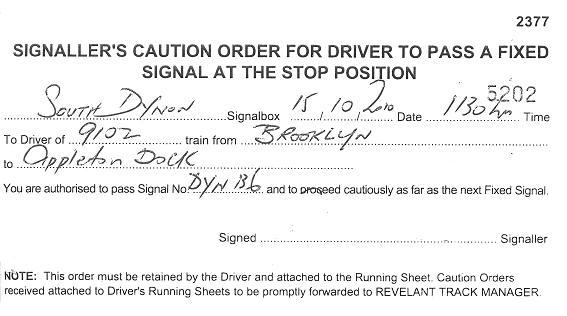 2377
SIGNALLER'S CAUTION ORDER FOR DRIVER TO PASS A FIXED
SIGNAL AT THE STOP POSITION
5202
South Dynon Signalbox 15/10/2010 Date 1130 hrs Time
To Driver of 9102 train from BROOKLYN
to Appleton DOCK
You are authorised to pass Signal No. DYN 136 and to proseed cautiously as far as the next Fixed Signal.
Signed Signaller
NOTE: This order must be retained by the Driver and attached to the Running Sheet. Caution Orders
received attached to Driver's Running Sheets to be promptly forwarded to REVELANT TRACK MANAGER.